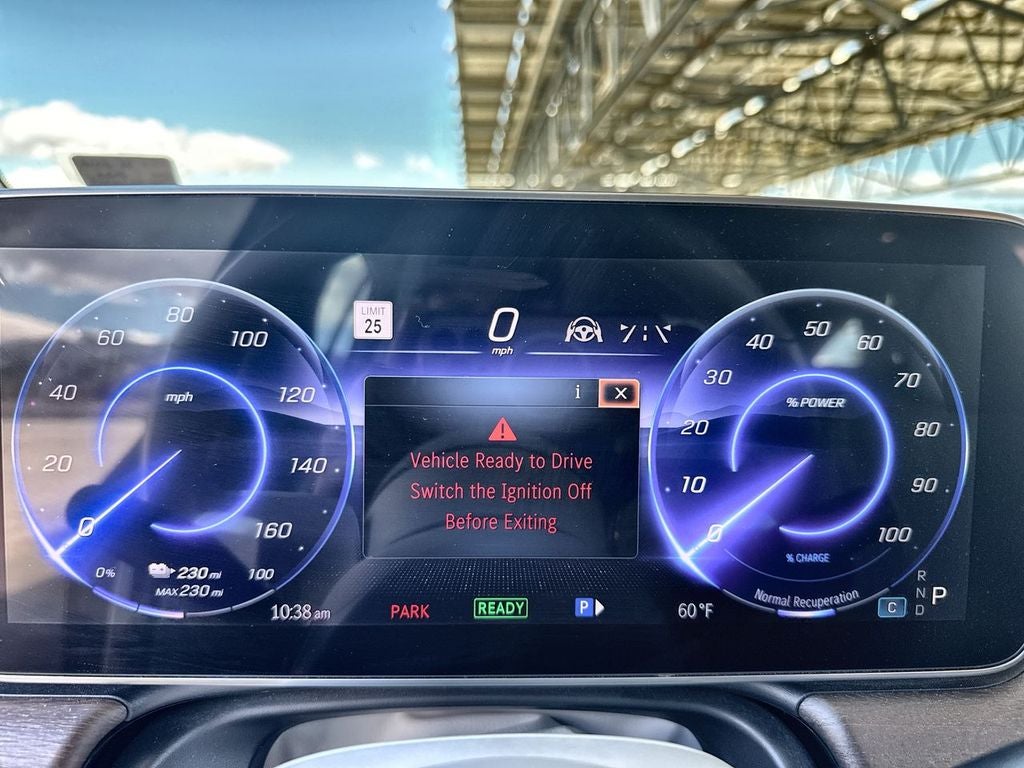 LIMIT
25
0
mph
i
Vehicle Ready to Drive
Switch the Ignition Off
Before Exiting
0
20
40
60
80
100
120
140
160
mph
0%
230 mi
100
MAX 230 mi
0
10
20
30
40
50
60
70
80
90
100
% POWER
% CHARGE
Normal Recuperation
10:38 am
PARK
READY
P
60°F
C
R
N
D
P